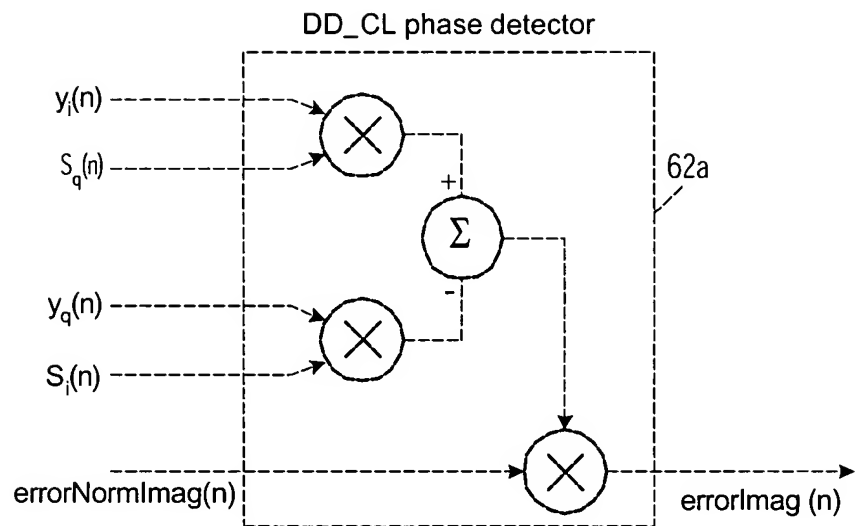 DD_CL phase detector
y_i(n)
S_q(n)
62a
+
Σ
-
y_q(n)
S_i(n)
errorNormImag(n)
errorImag (n)